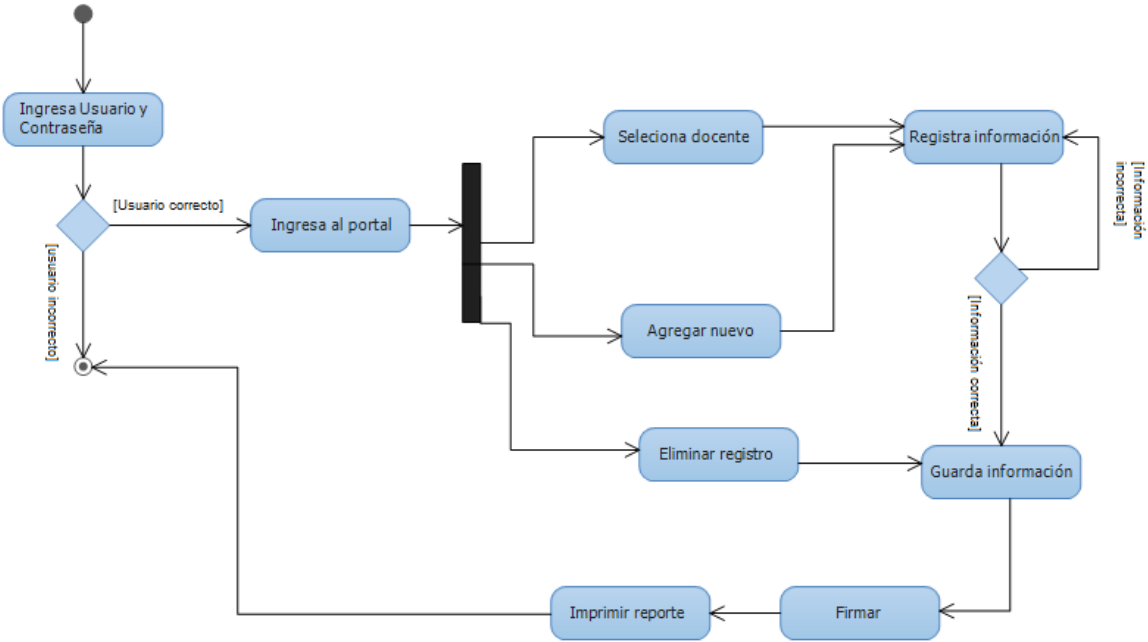 Ingresa Usuario y
Contraseña
[Usuario correcto]
[usuario incorrecto]
Ingresa al portal
Seleciona docente
Registra información
[Información
incorrecta]
Agregar nuevo
[Información correcta]
Eliminar registro
Guarda información
Imprimir reporte
Firmar